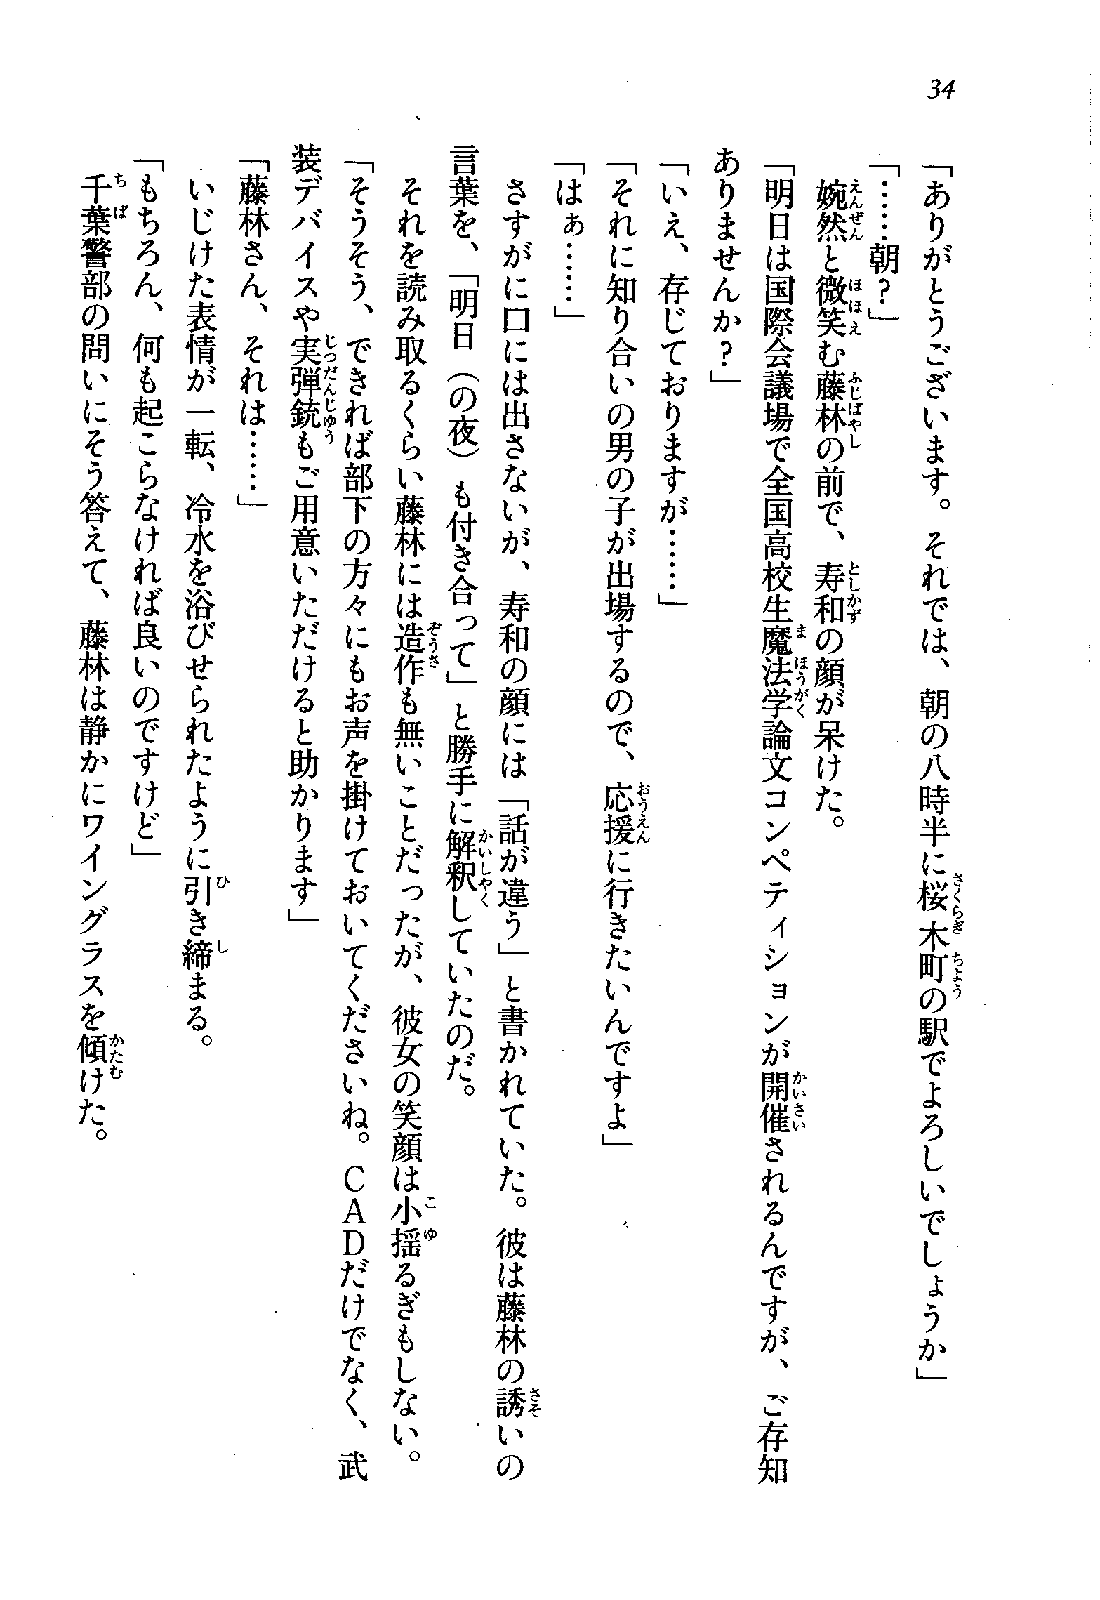 34
「ありがとうございます。それでは、朝の八時半に桜木町の駅でよろしいでしょうか」
「……朝？」
婉然と微笑む藤林の前で、寿和の顔が呆けた。
「明日は国際会議場で全国高校生魔法学論文コンペティションが開催されるんですが、ご存知
ありませんか？」
「いえ、存じておりますが……」
「それに知り合いの男の子が出場するので、応援に行きたいんですよ」
「はぁ……」
さすがに口には出さないが、寿和の顔には「話が違う」と書かれていた。彼は藤林の誘いの
言葉を、「明日（の夜）も付き合って」と勝手に解釈していたのだ。
それを読み取るくらい藤林には造作も無いことだったが、彼女の笑顔は小揺るぎもしない。
「そうそう、できれば部下の方々にもお声を掛けておいてくださいね。ＣＡＤだけでなく、武
装デバイスや実弾銃もご用意いただけると助かります」
「藤林さん、それは……」
いじけた表情が一転、冷水を浴びせられたように引き締まる。
「もちろん、何も起こらなければ良いのですけど」
千葉警部の問いにそう答えて、藤林は静かにワイングラスを傾けた。